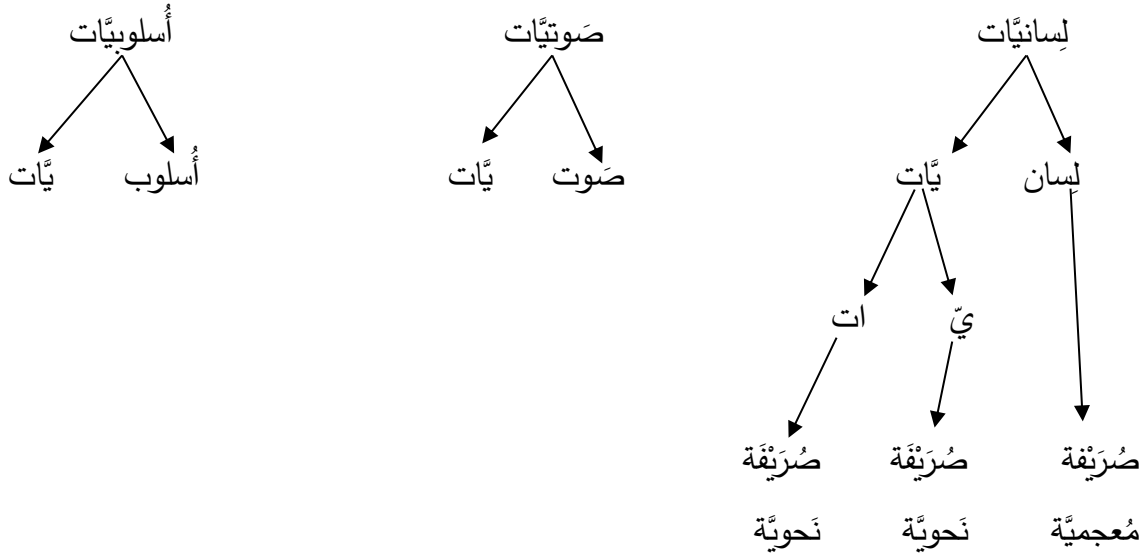 لِسانيَّات صَوتيَّات أُسلوبيَّات
لِسان يَّات صَوت يَّات أُسلوب يَّات
يّ ات
صُرَيْفة صُرَيْفَة صُرَيْفَة
مُعجميَّة نَحويَّة نَحويَّة